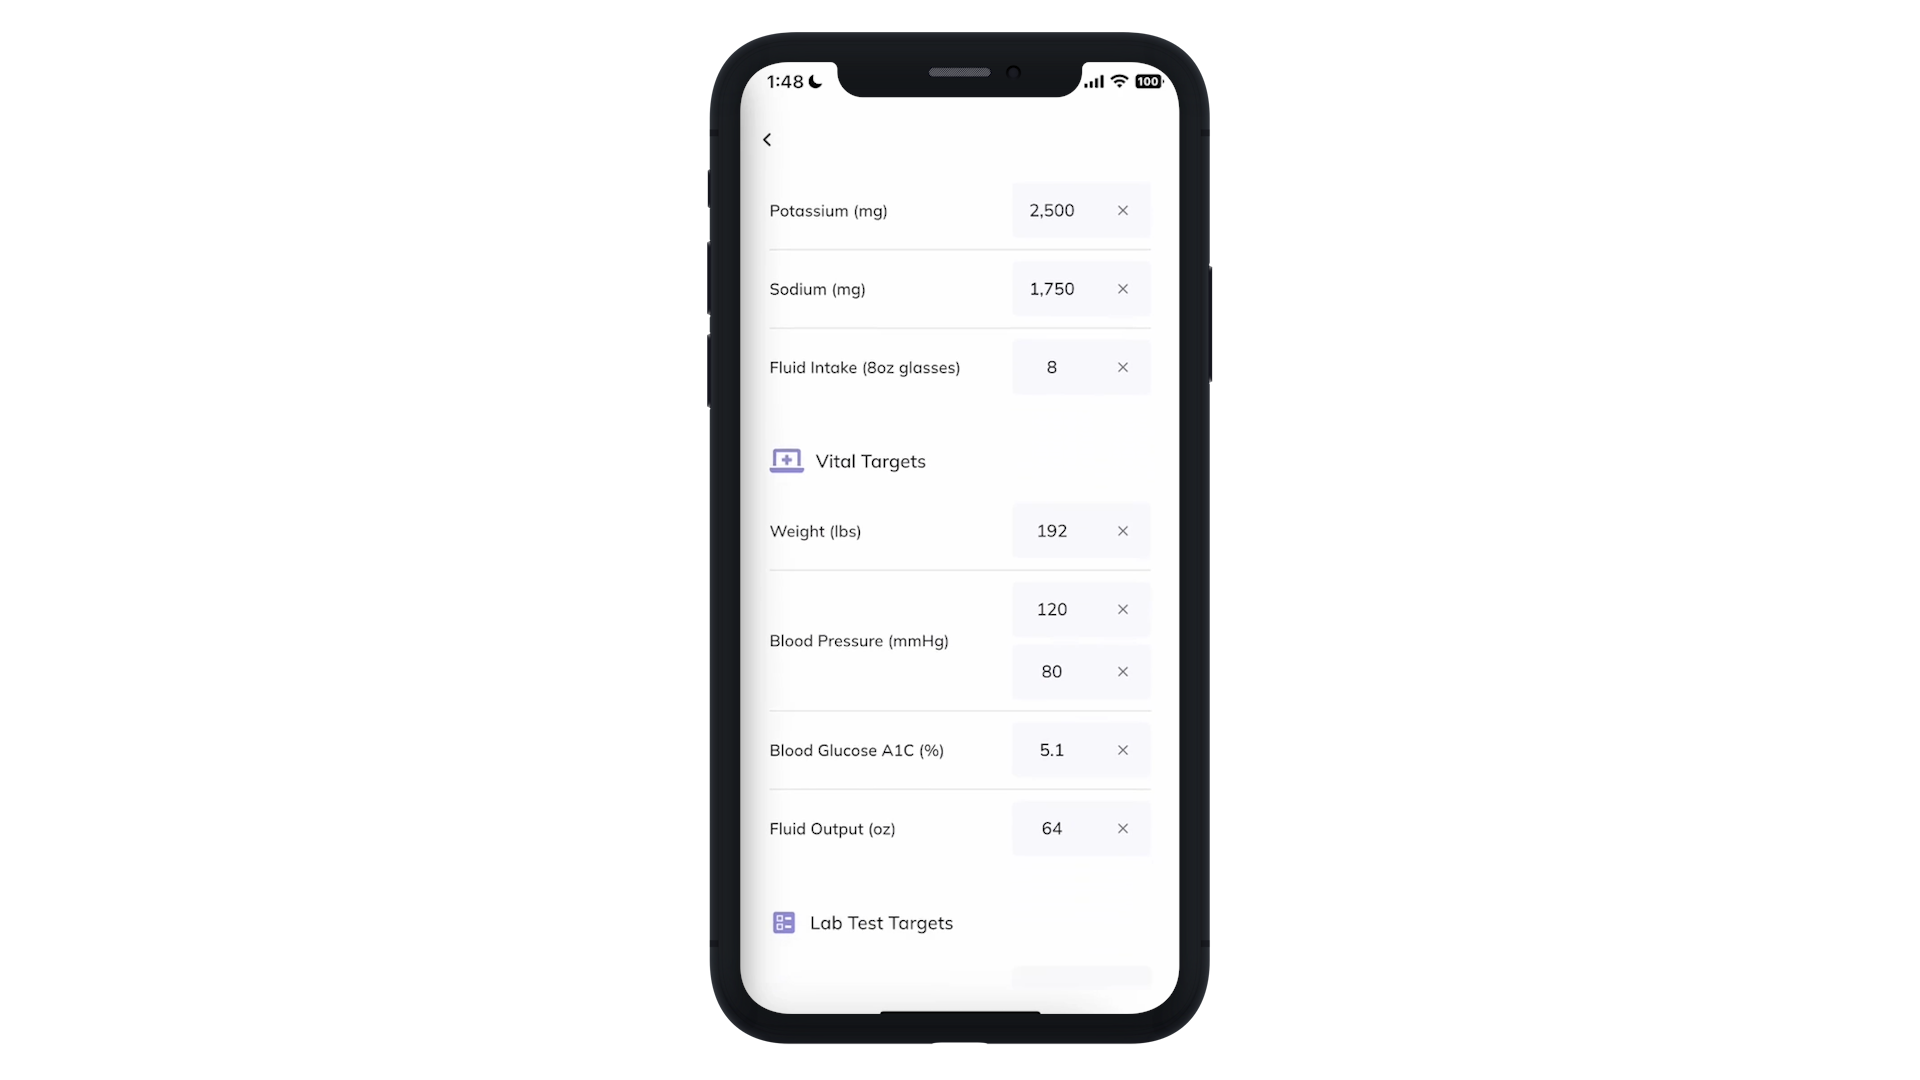 1:48
100
Potassium (mg)
2,500
Sodium (mg)
1,750
Fluid Intake (8oz glasses)
8
Vital Targets
Weight (lbs)
192
120
Blood Pressure (mmHg)
80
Blood Glucose A1C (%)
5.1
Fluid Output (oz)
64
Lab Test Targets